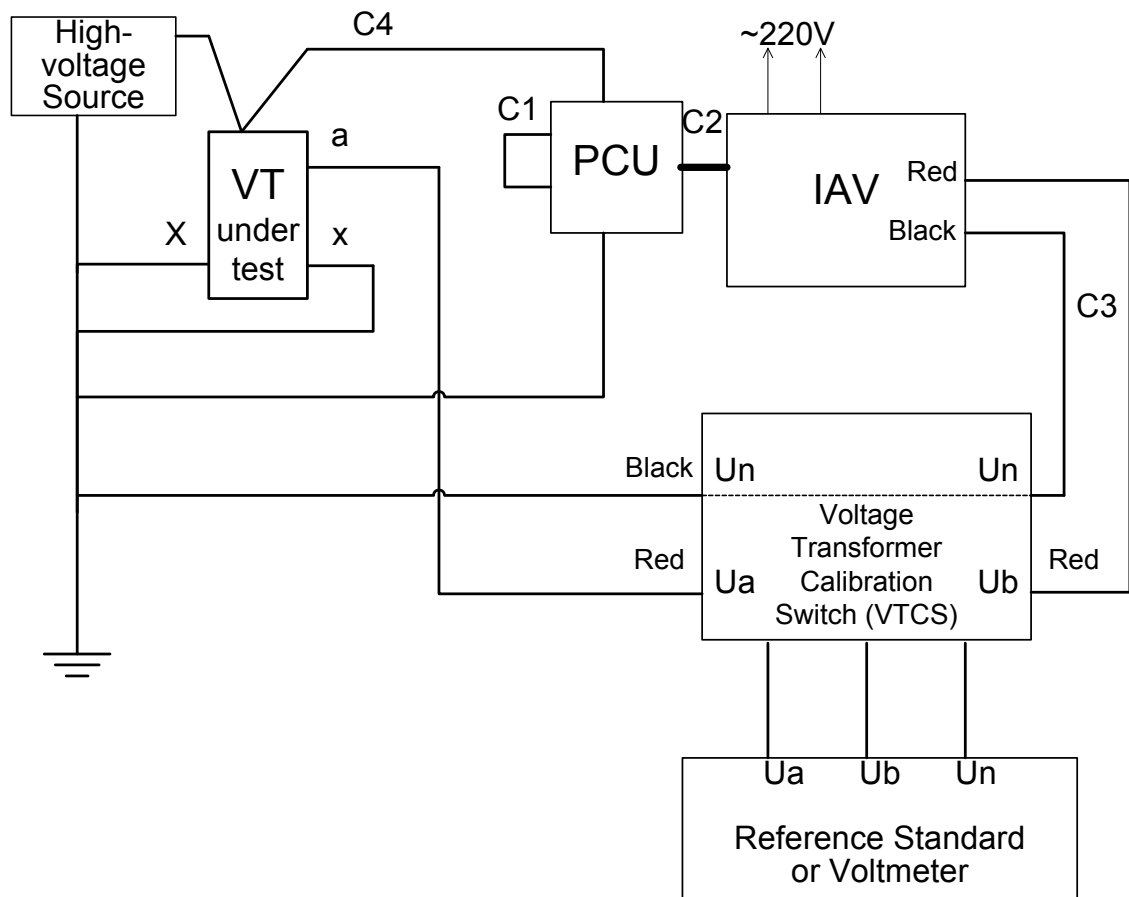 High-
voltage
Source
C4
~220V
a
C1
C2
PCU
VT
under
test
X
x
IAV
Red
Black
C3
Black
Un
Un
Voltage
Transformer
Calibration
Switch (VTCS)
Red
Ua
Ub
Red
Ua
Ub
Un
Reference Standard
or Voltmeter